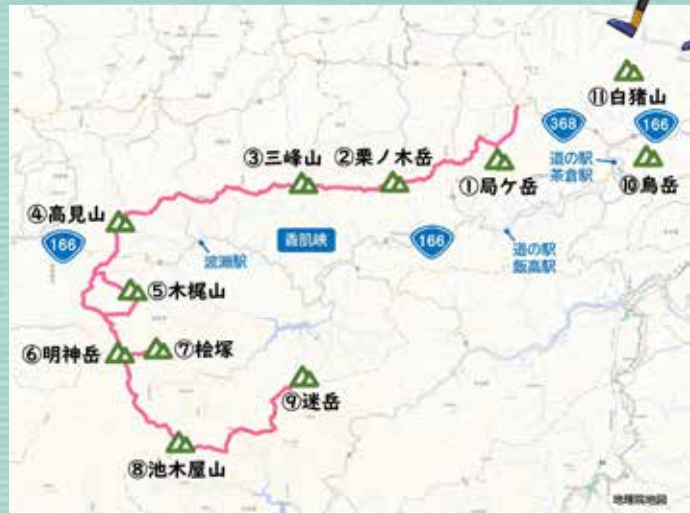 ⑪白猪山
368
166
③三峰山
②栗ノ木岳
道の駅
茶倉駅
①局ケ岳
⑩烏岳
④高見山
166
香肌峡
166
波瀬駅
道の駅
飯高駅
⑤木梶山
⑥明神岳
⑦桧塚
⑨迷岳
⑧池木屋山
地理院地図